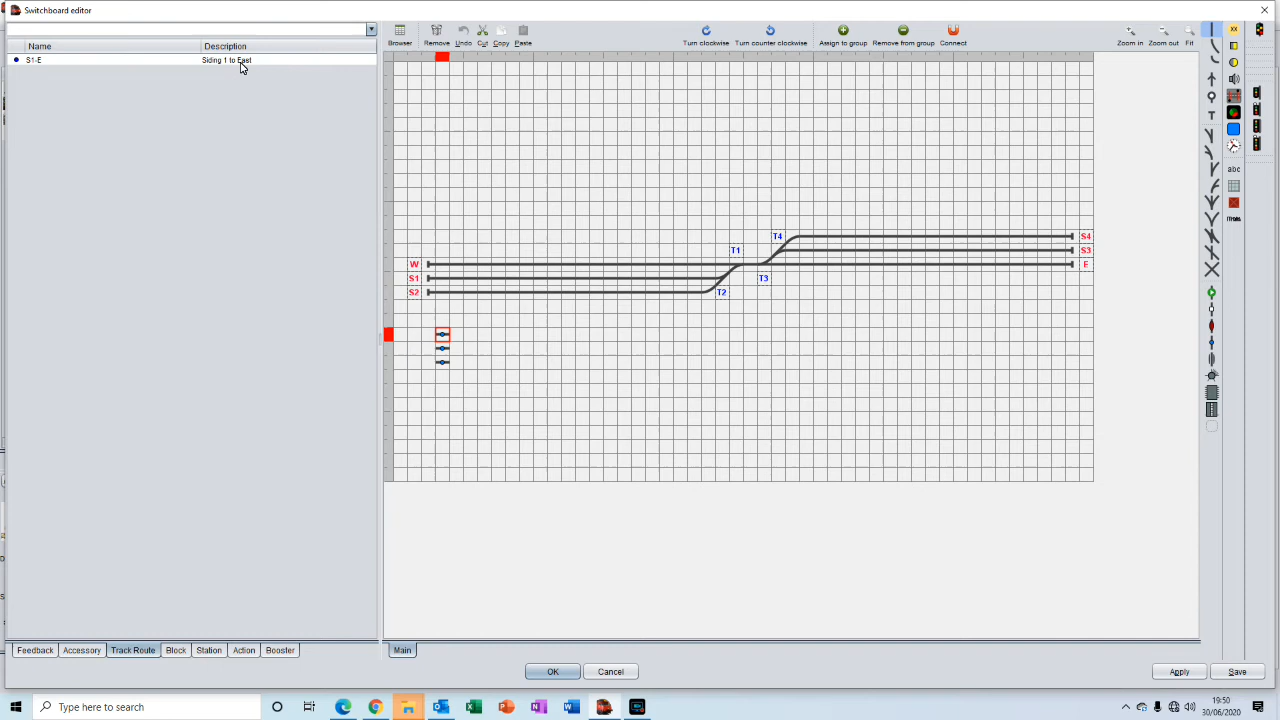 Switchboard editor
Browser Remove Undo Cut Copy Paste Turn clockwise Turn counter clockwise Assign to group Remove from group Connect Zoom in Zoom out Fit
Name Description
S1-E Siding 1 to East
XX
T
abc
T4 S4
T1 S3
W E
S1 T3
S2 T2
Feedback Accessory Track Route Block Station Action Booster Main
OK Cancel Apply Save
Type here to search
19:50
30/06/2020